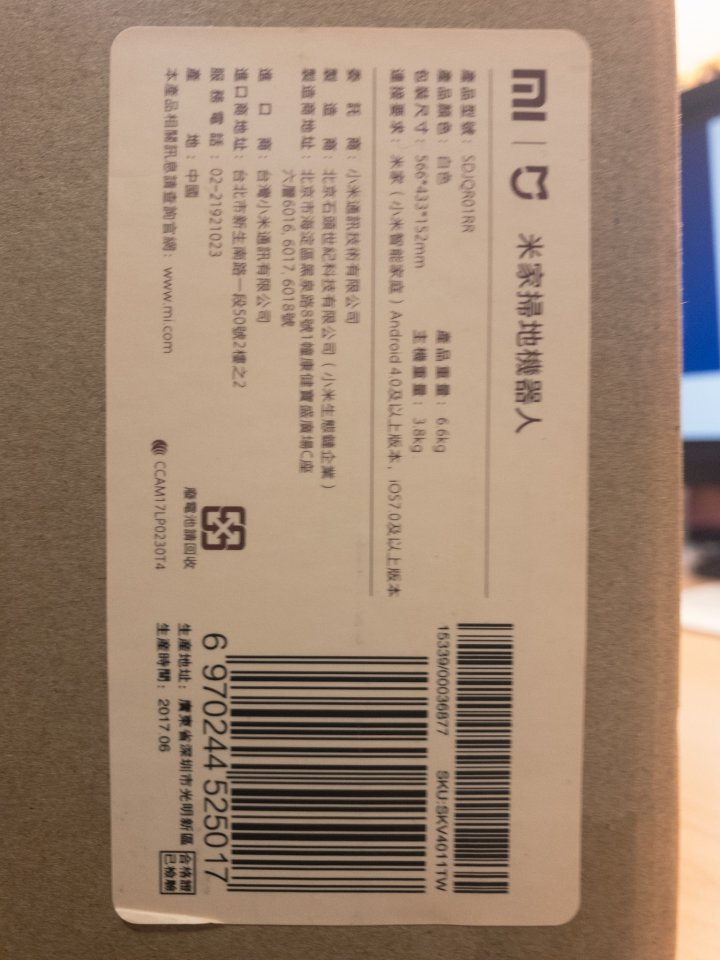 mi | 米家掃地機器人
產品型號：SDJQR01RR
產品顏色：白色 產品重量：6.6kg
包裝尺寸：566*433*152mm 主機重量：3.8kg
連接要求：米家（小米智能家庭）Android 4.0及以上版本，iOS7.0及以上版本
委託商：小米通訊技術有限公司
製造商：北京石頭世紀科技有限公司（小米生態鏈企業）
製造商地址：北京市海淀區黑泉路8號1幢康健寶盛廣場C座
六層6016,6017,6018號
進口商：台灣小米通訊有限公司
進口商地址：台北市新生南路一段50號2樓之2
服務電話：02-21921023
產地：中國
本產品相關訊息請查詢官網：www.mi.com
廢電池請回收
CCAM17LP0230T4
15339/00036877 SKU:SKV4011TW
6 970244 525017
生產地址：廣東省深圳市光明新區
生產時間：2017.06
合格證
已檢驗